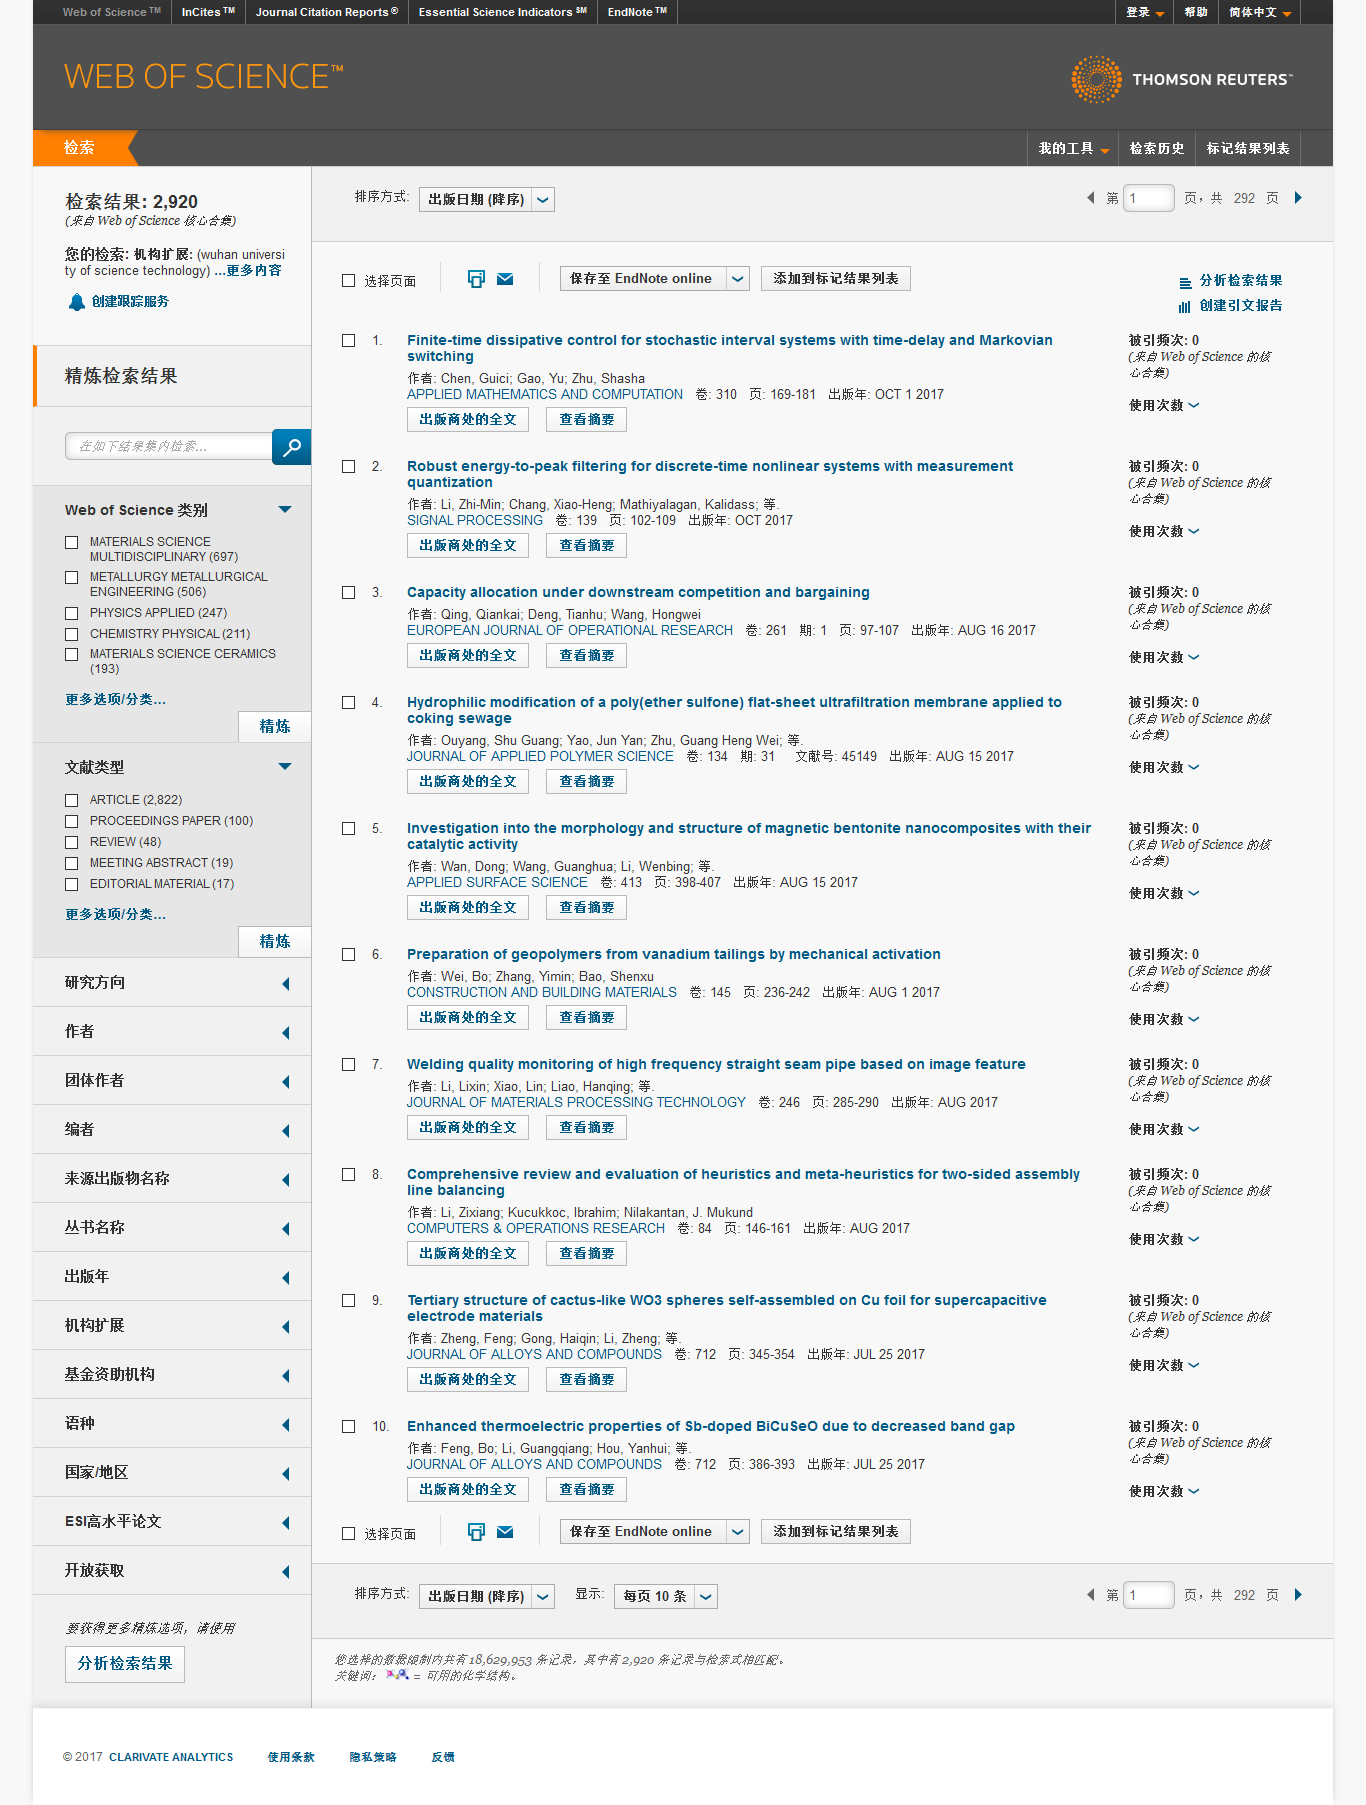 Web of Science™ InCites™ Journal Citation Reports® Essential Science Indicators℠ EndNote™ 登录 帮助 简体中文
WEB OF SCIENCE™
THOMSON REUTERS™
检索 我的工具 检索历史 标记结果列表
检索结果: 2,920
(来自 Web of Science 核心合集)
您的检索: 机构扩展: (wuhan universi
ty of science technology) ...更多内容
创建跟踪服务
精炼检索结果
在如下结果集内检索...
Web of Science 类别
MATERIALS SCIENCE
MULTIDISCIPLINARY (697)
METALLURGY METALLURGICAL
ENGINEERING (506)
PHYSICS APPLIED (247)
CHEMISTRY PHYSICAL (211)
MATERIALS SCIENCE CERAMICS
(193)
更多选项/分类...
精炼
文献类型
ARTICLE (2,822)
PROCEEDINGS PAPER (100)
REVIEW (48)
MEETING ABSTRACT (19)
EDITORIAL MATERIAL (17)
更多选项/分类...
精炼
研究方向
作者
团体作者
编者
来源出版物名称
丛书名称
出版年
机构扩展
基金资助机构
语种
国家/地区
ESI高水平论文
开放获取
要获得更多精炼选项，请使用
分析检索结果
排序方式: 出版日期 (降序) 第 1 页，共 292 页
选择页面 保存至 EndNote online 添加到标记结果列表
分析检索结果
创建引文报告
1. Finite-time dissipative control for stochastic interval systems with time-delay and Markovian
switching
作者: Chen, Guici; Gao, Yu; Zhu, Shasha
APPLIED MATHEMATICS AND COMPUTATION 卷: 310 页: 169-181 出版年: OCT 1 2017
出版商处的全文 查看摘要
被引频次: 0
(来自 Web of Science 的核
心合集)
使用次数
2. Robust energy-to-peak filtering for discrete-time nonlinear systems with measurement
quantization
作者: Li, Zhi-Min; Chang, Xiao-Heng; Mathiyalagan, Kalidass; 等.
SIGNAL PROCESSING 卷: 139 页: 102-109 出版年: OCT 2017
出版商处的全文 查看摘要
被引频次: 0
(来自 Web of Science 的核
心合集)
使用次数
3. Capacity allocation under downstream competition and bargaining
作者: Qing, Qiankai; Deng, Tianhu; Wang, Hongwei
EUROPEAN JOURNAL OF OPERATIONAL RESEARCH 卷: 261 期: 1 页: 97-107 出版年: AUG 16 2017
出版商处的全文 查看摘要
被引频次: 0
(来自 Web of Science 的核
心合集)
使用次数
4. Hydrophilic modification of a poly(ether sulfone) flat-sheet ultrafiltration membrane applied to
coking sewage
作者: Ouyang, Shu Guang; Yao, Jun Yan; Zhu, Guang Heng Wei; 等.
JOURNAL OF APPLIED POLYMER SCIENCE 卷: 134 期: 31 文献号: 45149 出版年: AUG 15 2017
出版商处的全文 查看摘要
被引频次: 0
(来自 Web of Science 的核
心合集)
使用次数
5. Investigation into the morphology and structure of magnetic bentonite nanocomposites with their
catalytic activity
作者: Wan, Dong; Wang, Guanghua; Li, Wenbing; 等.
APPLIED SURFACE SCIENCE 卷: 413 页: 398-407 出版年: AUG 15 2017
出版商处的全文 查看摘要
被引频次: 0
(来自 Web of Science 的核
心合集)
使用次数
6. Preparation of geopolymers from vanadium tailings by mechanical activation
作者: Wei, Bo; Zhang, Yimin; Bao, Shenxu
CONSTRUCTION AND BUILDING MATERIALS 卷: 145 页: 236-242 出版年: AUG 1 2017
出版商处的全文 查看摘要
被引频次: 0
(来自 Web of Science 的核
心合集)
使用次数
7. Welding quality monitoring of high frequency straight seam pipe based on image feature
作者: Li, Lixin; Xiao, Lin; Liao, Hanqing; 等.
JOURNAL OF MATERIALS PROCESSING TECHNOLOGY 卷: 246 页: 285-290 出版年: AUG 2017
出版商处的全文 查看摘要
被引频次: 0
(来自 Web of Science 的核
心合集)
使用次数
8. Comprehensive review and evaluation of heuristics and meta-heuristics for two-sided assembly
line balancing
作者: Li, Zixiang; Kucukkoc, Ibrahim; Nilakantan, J. Mukund
COMPUTERS & OPERATIONS RESEARCH 卷: 84 页: 146-161 出版年: AUG 2017
出版商处的全文 查看摘要
被引频次: 0
(来自 Web of Science 的核
心合集)
使用次数
9. Tertiary structure of cactus-like WO3 spheres self-assembled on Cu foil for supercapacitive
electrode materials
作者: Zheng, Feng; Gong, Haiqin; Li, Zheng; 等.
JOURNAL OF ALLOYS AND COMPOUNDS 卷: 712 页: 345-354 出版年: JUL 25 2017
出版商处的全文 查看摘要
被引频次: 0
(来自 Web of Science 的核
心合集)
使用次数
10. Enhanced thermoelectric properties of Sb-doped BiCuSeO due to decreased band gap
作者: Feng, Bo; Li, Guangqiang; Hou, Yanhui; 等.
JOURNAL OF ALLOYS AND COMPOUNDS 卷: 712 页: 386-393 出版年: JUL 25 2017
出版商处的全文 查看摘要
被引频次: 0
(来自 Web of Science 的核
心合集)
使用次数
选择页面 保存至 EndNote online 添加到标记结果列表
排序方式: 出版日期 (降序) 显示: 每页 10 条 第 1 页，共 292 页
您选择的数据限制内共有 18,629,953 条记录，其中有 2,920 条记录与检索式相匹配。
关键词: = 可用的化学结构。
© 2017 CLARIVATE ANALYTICS 使用条款 隐私策略 反馈